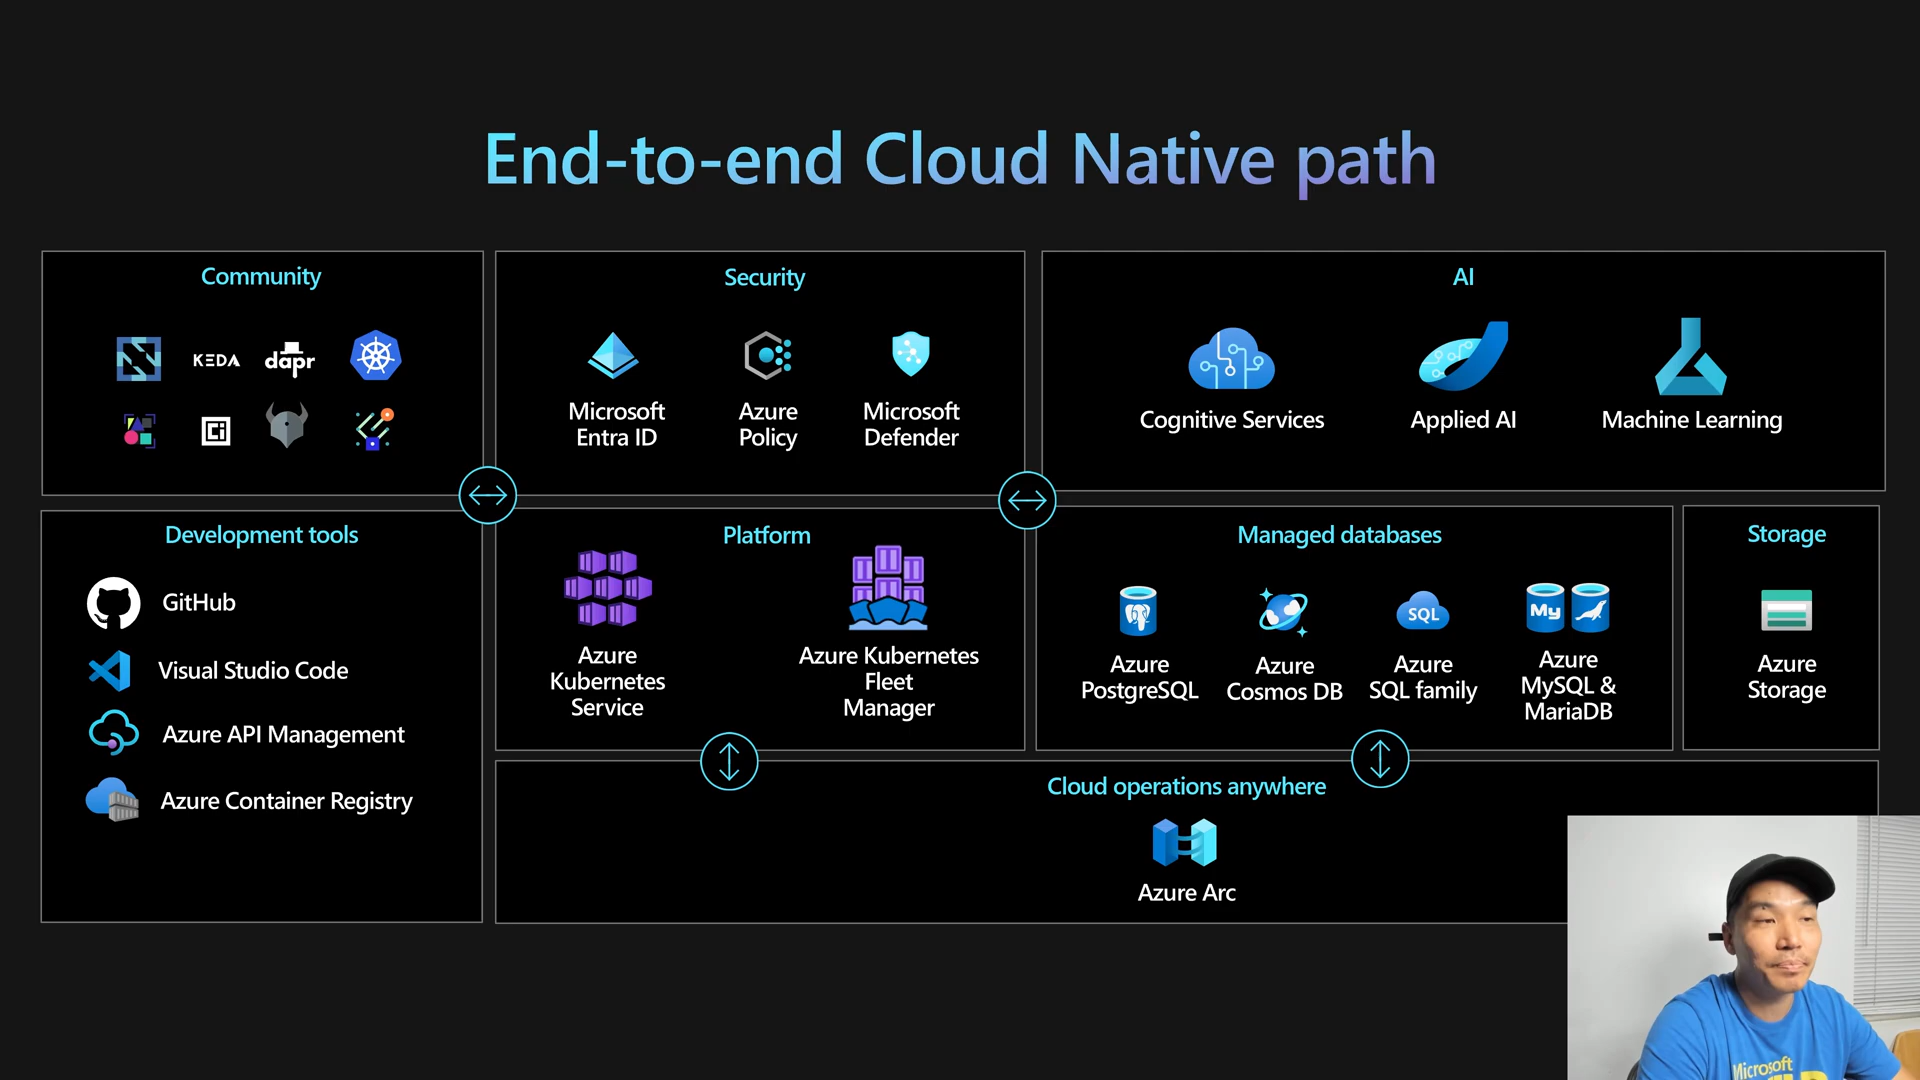 End-to-end Cloud Native path
Community
KEDA
dapr
Security
Microsoft
Entra ID
Azure
Policy
Microsoft
Defender
AI
Cognitive Services
Applied AI
Machine Learning
Development tools
GitHub
Visual Studio Code
Azure API Management
Azure Container Registry
Platform
Azure
Kubernetes
Service
Azure Kubernetes
Fleet
Manager
Managed databases
Azure
PostgreSQL
Azure
Cosmos DB
SQL
Azure
SQL family
My
Azure
MySQL &
MariaDB
Storage
Azure
Storage
Cloud operations anywhere
Azure Arc
Microsoft